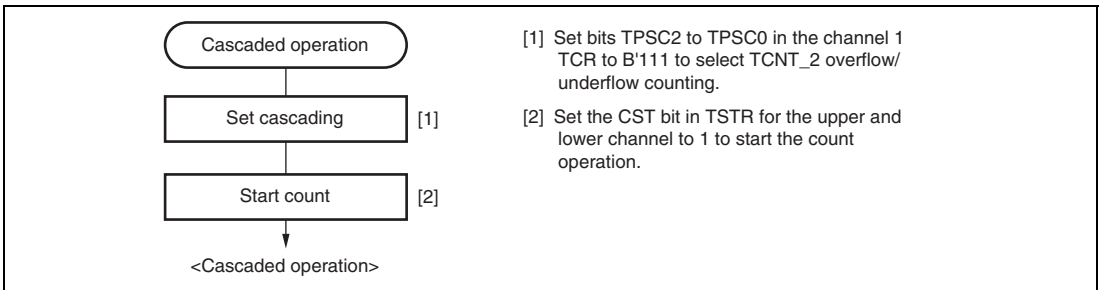 Cascaded operation
Set cascading [1]
Start count [2]
<Cascaded operation>
[1] Set bits TPSC2 to TPSC0 in the channel 1
TCR to B'111 to select TCNT_2 overflow/
underflow counting.
[2] Set the CST bit in TSTR for the upper and
lower channel to 1 to start the count
operation.